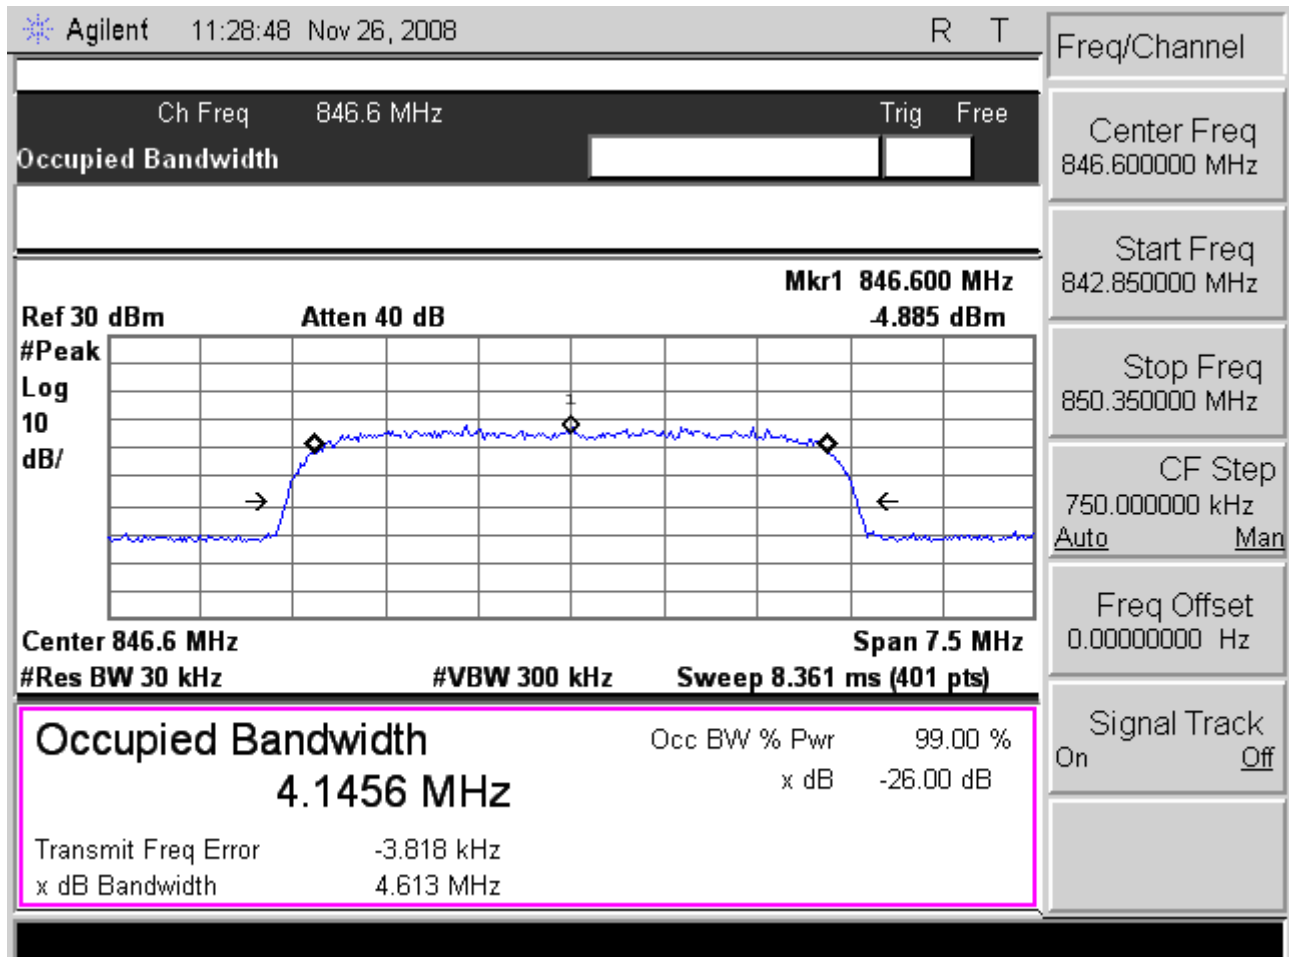 Agilent 11:28:48 Nov 26, 2008 R T
Ch Freq 846.6 MHz Trig Free
Occupied Bandwidth
Mkr1 846.600 MHz
Ref 30 dBm Atten 40 dB -4.885 dBm
#Peak
Log
10
dB/
1
Center 846.6 MHz Span 7.5 MHz
#Res BW 30 kHz #VBW 300 kHz Sweep 8.361 ms (401 pts)
Occupied Bandwidth Occ BW % Pwr 99.00 %
4.1456 MHz x dB -26.00 dB
Transmit Freq Error -3.818 kHz
x dB Bandwidth 4.613 MHz
Freq/Channel
Center Freq
846.600000 MHz
Start Freq
842.850000 MHz
Stop Freq
850.350000 MHz
CF Step
750.000000 kHz
Auto Man
Freq Offset
0.00000000 Hz
Signal Track
On Off